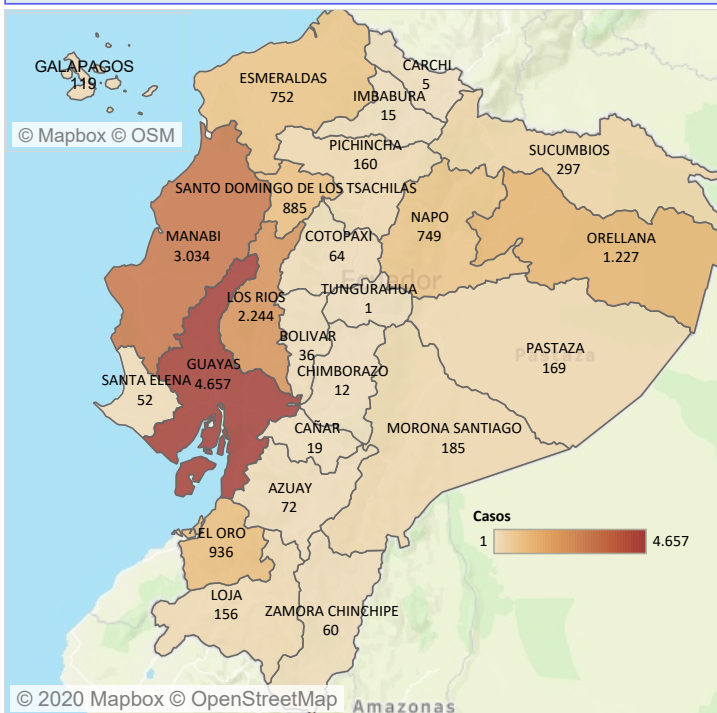 GALAPAGOS
119
ESMERALDAS
752
CARCHI
5
IMBABURA
15
© Mapbox © OSM
PICHINCHA
160
SUCUMBIOS
297
SANTO DOMINGO DE LOS TSACHILAS
885
NAPO
749
MANABI
3.034
COTOPAXI
64
ORELLANA
1.227
Ecuador
TUNGURAHUA
1
LOS RIOS
2.244
BOLIVAR
36
PASTAZA
169
Pastaza
GUAYAS
4.657
CHIMBORAZO
12
SANTA ELENA
52
CAÑAR
19
MORONA SANTIAGO
185
AZUAY
72
Casos
1 4.657
EL ORO
936
LOJA
156
ZAMORA CHINCHIPE
60
© 2020 Mapbox © OpenStreetMap
Amazonas